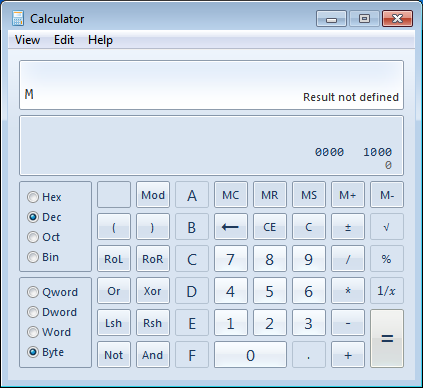 Calculator
View Edit Help
M Result not defined
0000 1000
0
Hex Mod A MC MR MS M+ M-
Dec ( ) B ← CE C ± √
Oct RoL RoR C 7 8 9 / %
Bin
Qword Or Xor D 4 5 6 * 1/x
Dword
Word Lsh Rsh E 1 2 3 - =
Byte Not And F 0 . +